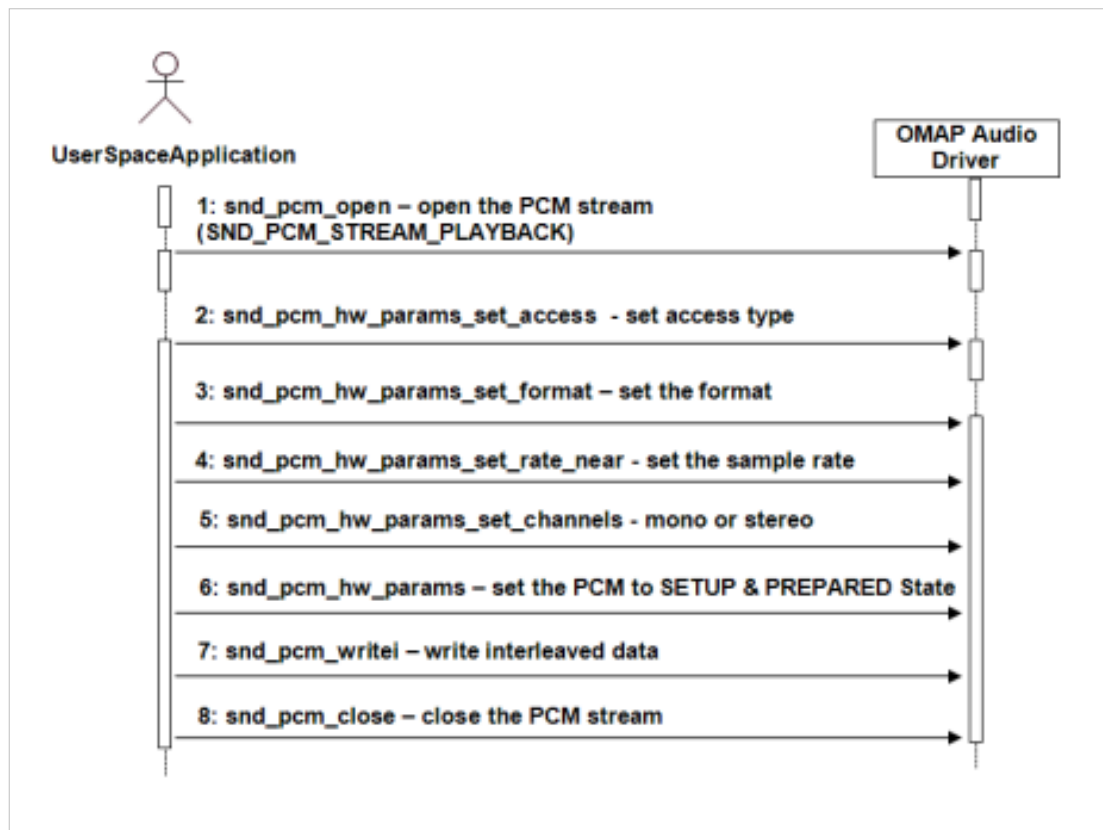 UserSpaceApplication
OMAP Audio
Driver
1: snd_pcm_open – open the PCM stream
(SND_PCM_STREAM_PLAYBACK)
2: snd_pcm_hw_params_set_access - set access type
3: snd_pcm_hw_params_set_format – set the format
4: snd_pcm_hw_params_set_rate_near - set the sample rate
5: snd_pcm_hw_params_set_channels - mono or stereo
6: snd_pcm_hw_params – set the PCM to SETUP & PREPARED State
7: snd_pcm_writei – write interleaved data
8: snd_pcm_close – close the PCM stream